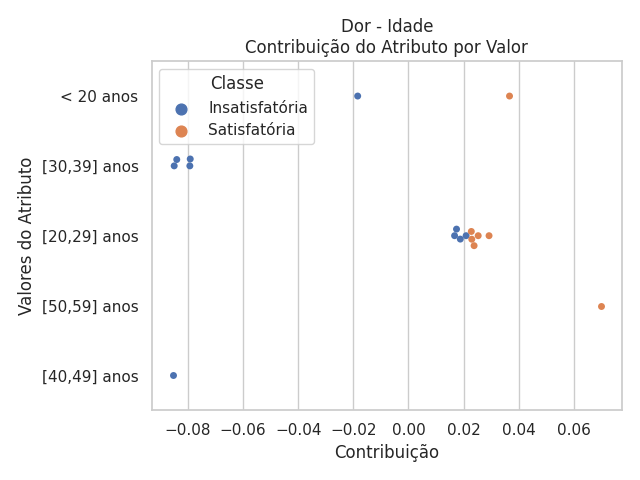 Dor - Idade
Contribuição do Atributo por Valor
Classe
Insatisfatória
Satisfatória
Valores do Atributo
< 20 anos
[30,39] anos
[20,29] anos
[50,59] anos
[40,49] anos
−0.08 −0.06 −0.04 −0.02 0.00 0.02 0.04 0.06
Contribuição